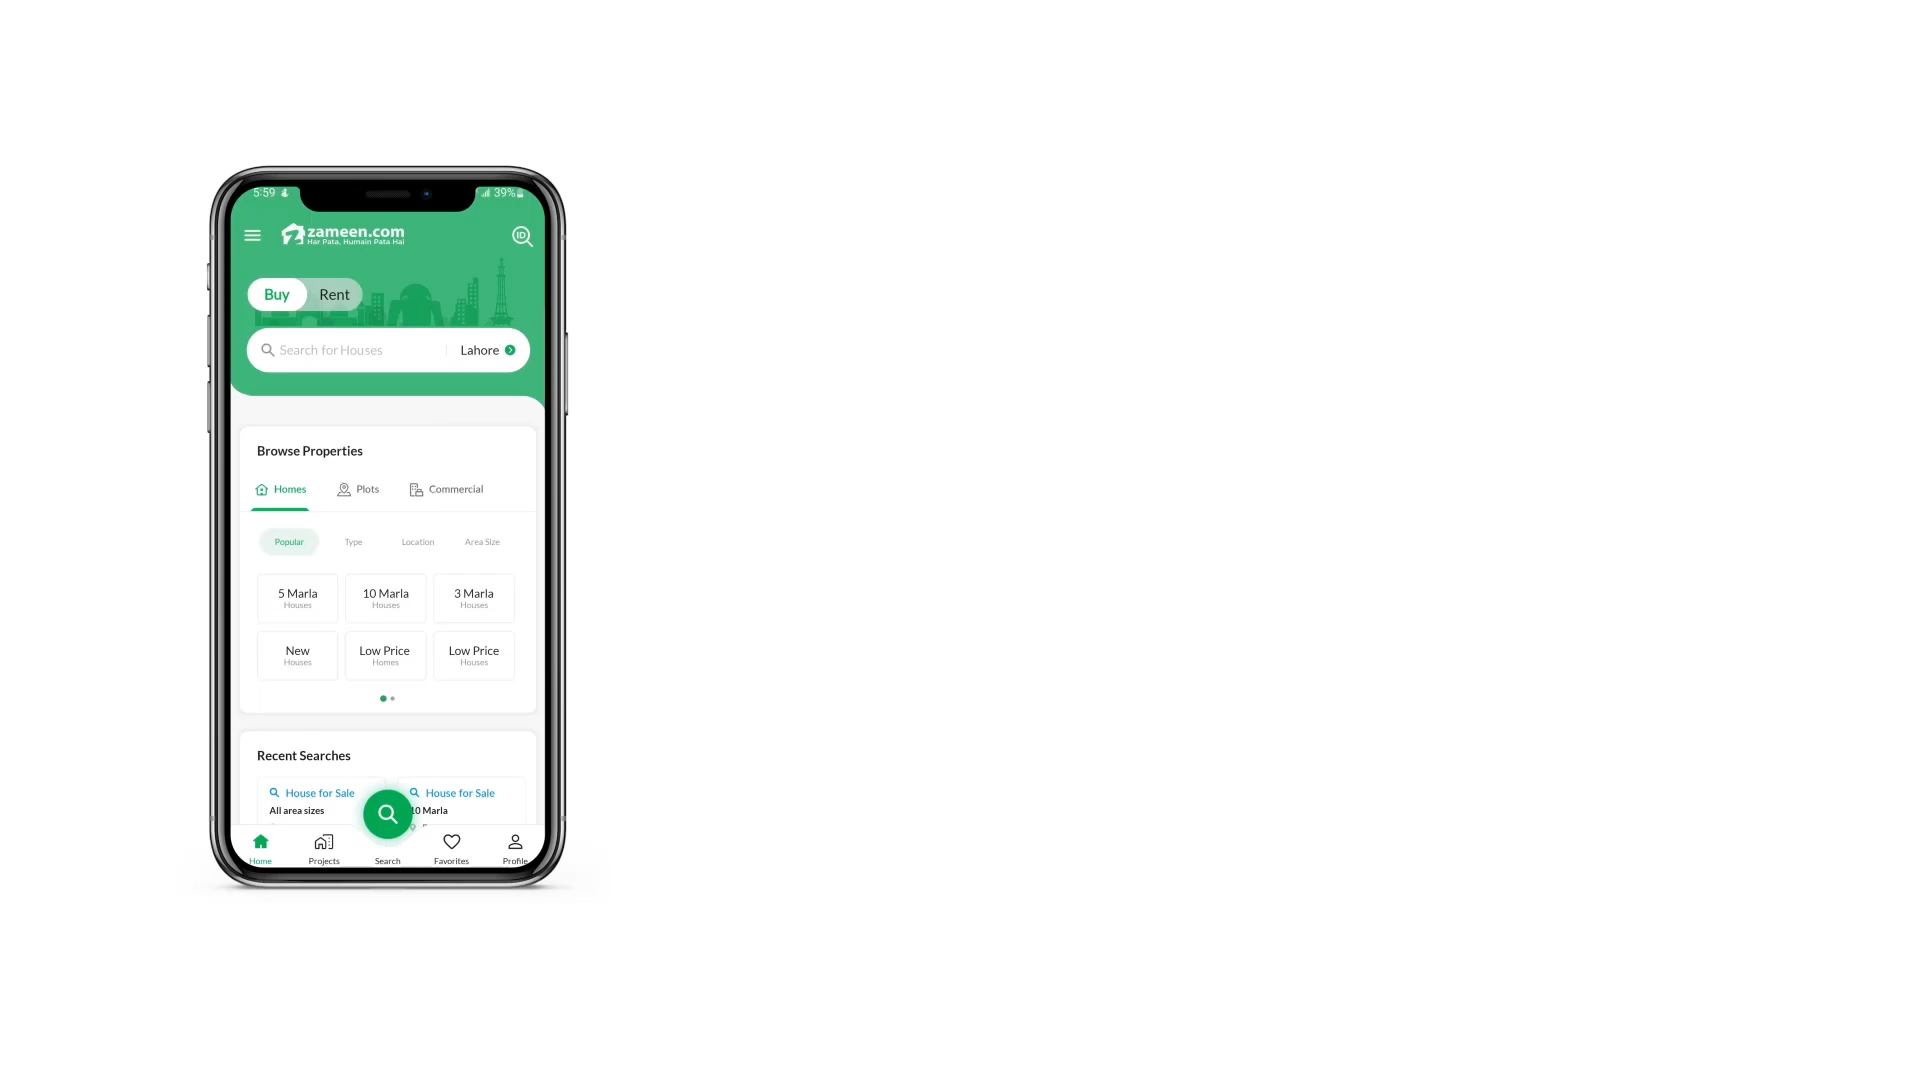 5:59
39%
zameen.com
Har Pata, Humain Pata Hai
ID
Buy Rent
Search for Houses Lahore
Browse Properties
Homes Plots Commercial
Popular Type Location Area Size
5 Marla 10 Marla 3 Marla
Houses Houses Houses
New Low Price Low Price
Houses Homes Houses
Recent Searches
House for Sale House for Sale
All area sizes 10 Marla
Home Projects Search Favorites Profile